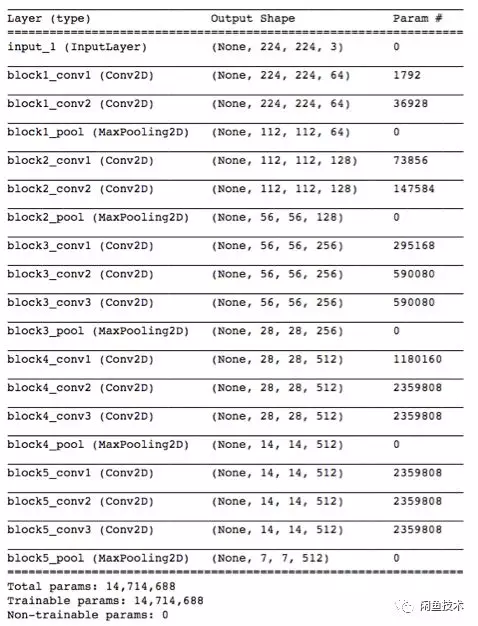 Layer (type) Output Shape Param #
input_1 (InputLayer) (None, 224, 224, 3) 0
block1_conv1 (Conv2D) (None, 224, 224, 64) 1792
block1_conv2 (Conv2D) (None, 224, 224, 64) 36928
block1_pool (MaxPooling2D) (None, 112, 112, 64) 0
block2_conv1 (Conv2D) (None, 112, 112, 128) 73856
block2_conv2 (Conv2D) (None, 112, 112, 128) 147584
block2_pool (MaxPooling2D) (None, 56, 56, 128) 0
block3_conv1 (Conv2D) (None, 56, 56, 256) 295168
block3_conv2 (Conv2D) (None, 56, 56, 256) 590080
block3_conv3 (Conv2D) (None, 56, 56, 256) 590080
block3_pool (MaxPooling2D) (None, 28, 28, 256) 0
block4_conv1 (Conv2D) (None, 28, 28, 512) 1180160
block4_conv2 (Conv2D) (None, 28, 28, 512) 2359808
block4_conv3 (Conv2D) (None, 28, 28, 512) 2359808
block4_pool (MaxPooling2D) (None, 14, 14, 512) 0
block5_conv1 (Conv2D) (None, 14, 14, 512) 2359808
block5_conv2 (Conv2D) (None, 14, 14, 512) 2359808
block5_conv3 (Conv2D) (None, 14, 14, 512) 2359808
block5_pool (MaxPooling2D) (None, 7, 7, 512) 0
Total params: 14,714,688
Trainable params: 14,714,688
Non-trainable params: 0
闲鱼技术